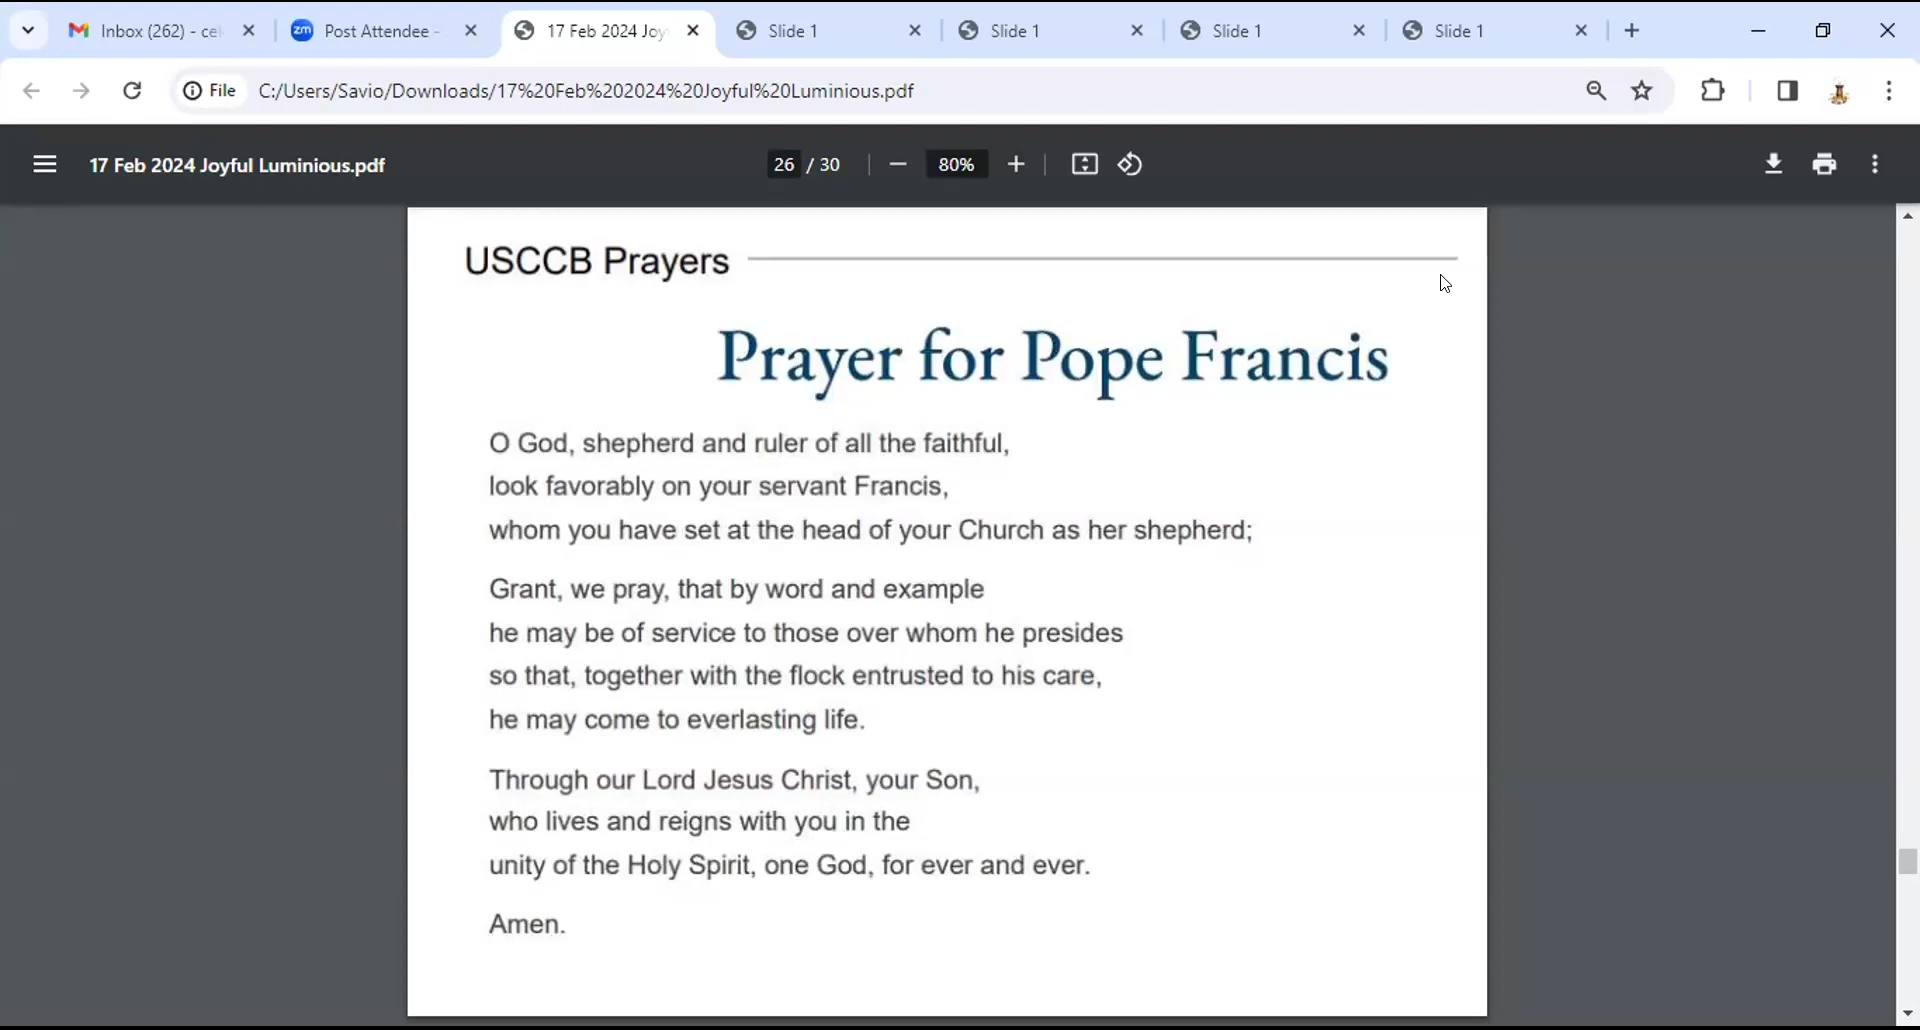 Inbox (262) - cel
Post Attendee -
17 Feb 2024 Joy
Slide 1
Slide 1
Slide 1
Slide 1
File
C:/Users/Savio/Downloads/17%20Feb%202024%20Joyful%20Luminious.pdf
17 Feb 2024 Joyful Luminious.pdf
26 / 30
80%
USCCB Prayers
Prayer for Pope Francis
O God, shepherd and ruler of all the faithful,
look favorably on your servant Francis,
whom you have set at the head of your Church as her shepherd;
Grant, we pray, that by word and example
he may be of service to those over whom he presides
so that, together with the flock entrusted to his care,
he may come to everlasting life.
Through our Lord Jesus Christ, your Son,
who lives and reigns with you in the
unity of the Holy Spirit, one God, for ever and ever.
Amen.